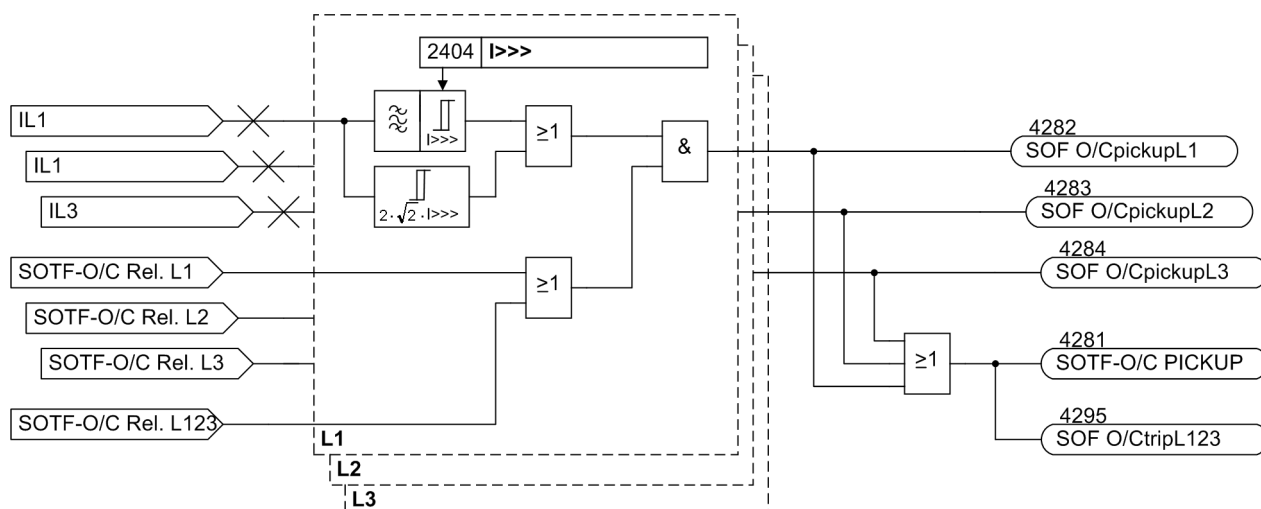 2404 I>>>
IL1
I>>>
≥1
&
4282
SOF O/CpickupL1
IL1
2·√2·I>>>
4283
SOF O/CpickupL2
IL3
4284
SOF O/CpickupL3
SOTF-O/C Rel. L1
≥1
SOTF-O/C Rel. L2
4281
SOTF-O/C PICKUP
≥1
SOTF-O/C Rel. L3
4295
SOF O/CtripL123
SOTF-O/C Rel. L123
L1
L2
L3